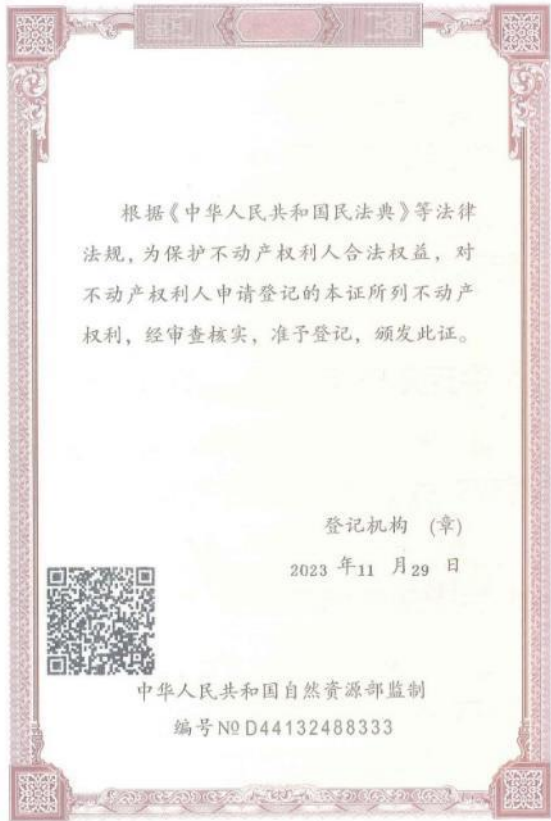 根据《中华人民共和国民法典》等法律
法规，为保护不动产权利人合法权益，对
不动产权利人申请登记的本证所列不动产
权利，经审查核实，准予登记，颁发此证。
登记机构 (章)
2023 年11 月29 日
中华人民共和国自然资源部监制
编号№ D44132488333